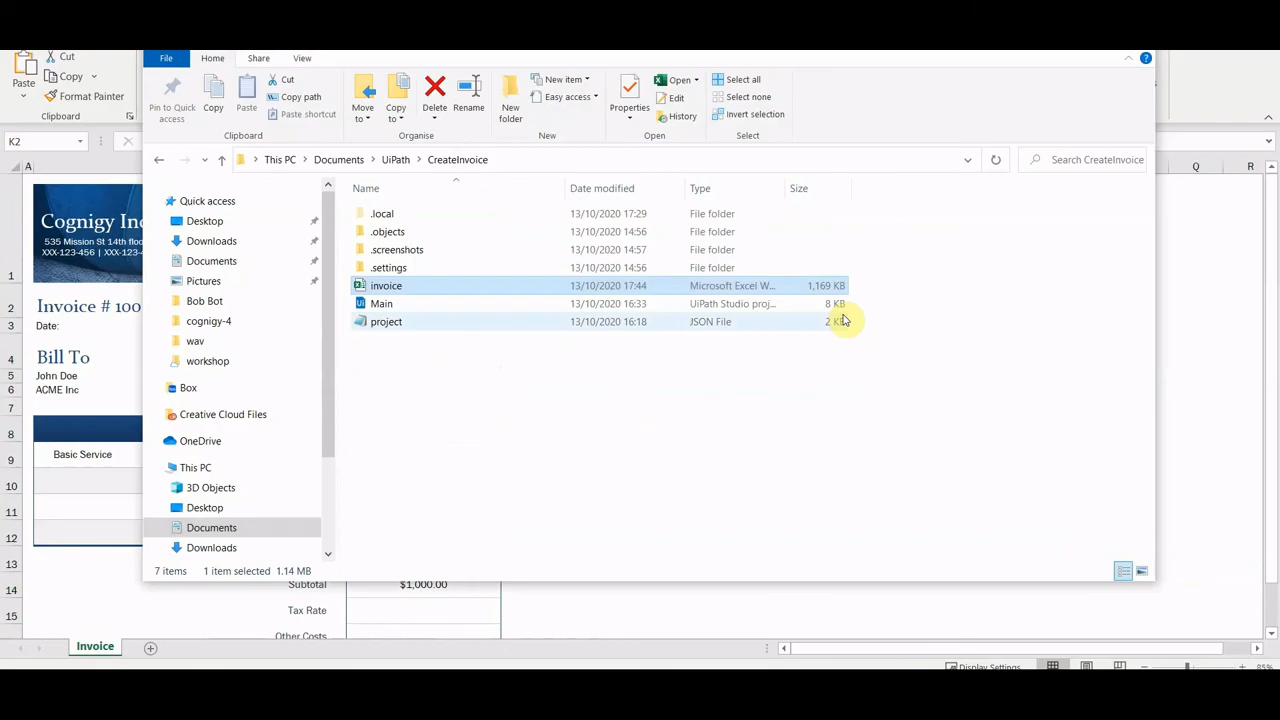 File Home Share View
Cut
Copy
Paste
Format Painter
Clipboard
Pin to Quick access
Copy
Paste
Cut
Copy path
Paste shortcut
Clipboard
Move to
Copy to
Delete
Rename
Organise
New folder
New item
Easy access
New
Properties
Open
Edit
History
Open
Select all
Select none
Invert selection
Select
K2
This PC Documents UiPath CreateInvoice
Search CreateInvoice
A Q R
Name Date modified Type Size
Quick access
Desktop
Downloads
Documents
Pictures
Bob Bot
cognigy-4
wav
workshop
Box
Creative Cloud Files
OneDrive
This PC
3D Objects
Desktop
Documents
Downloads
.local 13/10/2020 17:29 File folder
.objects 13/10/2020 14:56 File folder
.screenshots 13/10/2020 14:57 File folder
.settings 13/10/2020 14:56 File folder
invoice 13/10/2020 17:44 Microsoft Excel W... 1,169 KB
Main 13/10/2020 16:33 UiPath Studio proj... 8 KB
project 13/10/2020 16:18 JSON File 2 KB
7 items 1 item selected 1.14 MB
Cognigy Inc
535 Mission St 14th floo
XXX-123-456 | XXX-123
Invoice # 100
Date:
Bill To
John Doe
ACME Inc
Basic Service
1
2
3
4
5
6
7
8
9
10
11
12
13
14
15
Subtotal $1,000.00
Tax Rate
Other Costs
Invoice
Display Settings
85%